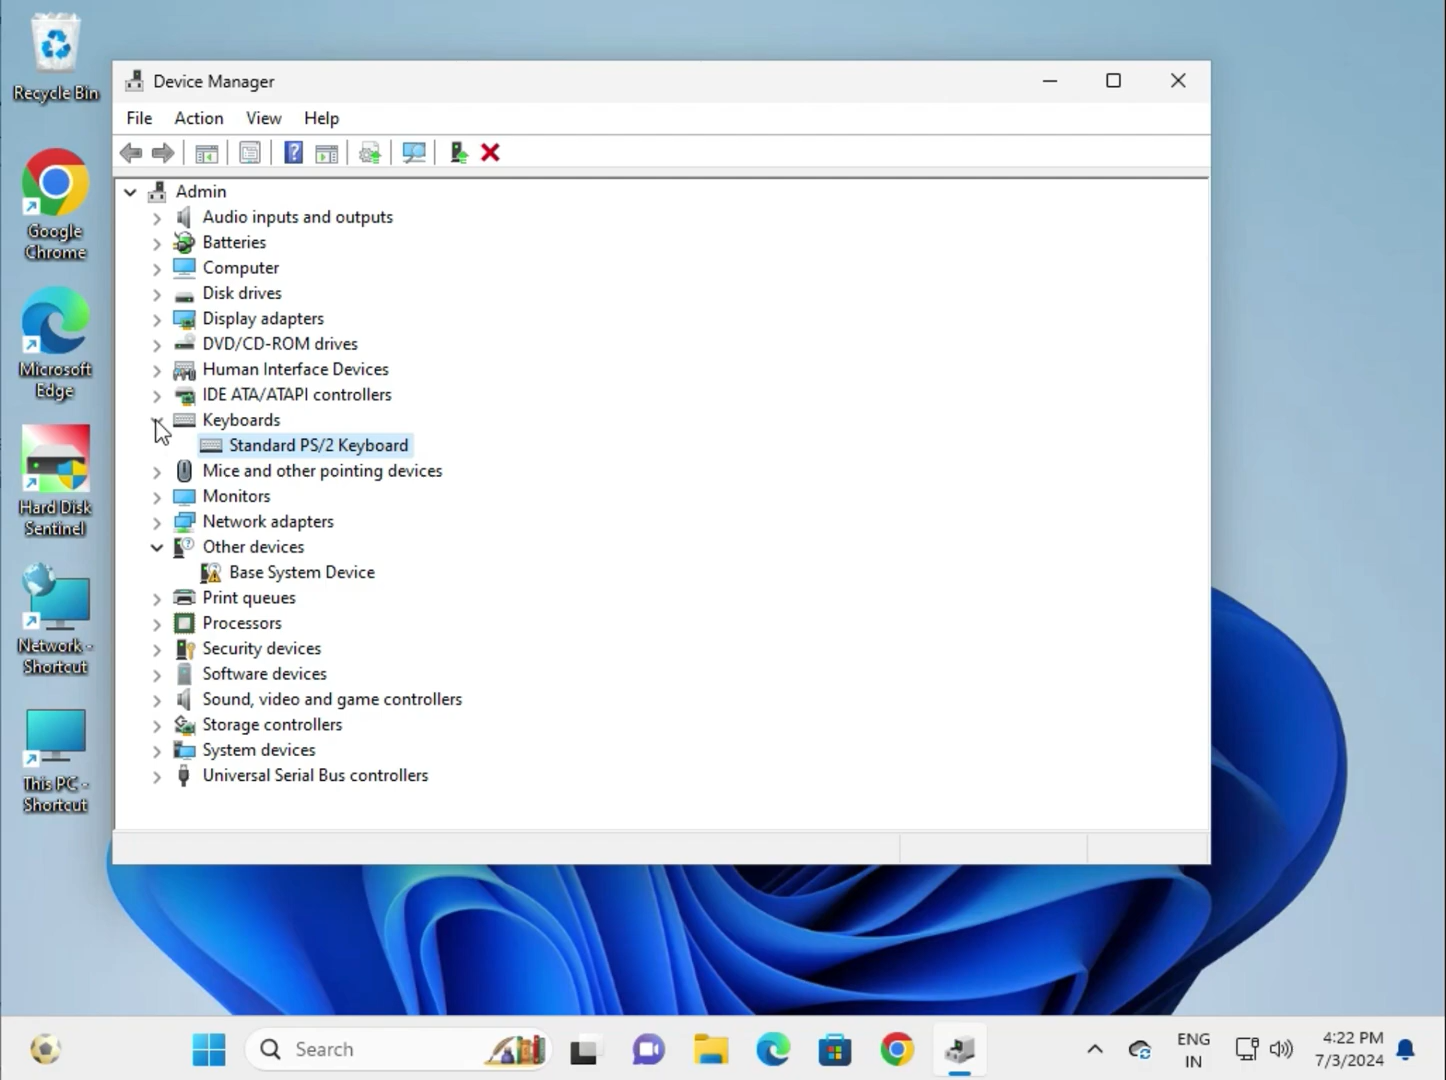 Recycle Bin
Google
Chrome
Microsoft
Edge
Hard Disk
Sentinel
Network -
Shortcut
This PC -
Shortcut
Device Manager
File Action View Help
Admin
Audio inputs and outputs
Batteries
Computer
Disk drives
Display adapters
DVD/CD-ROM drives
Human Interface Devices
IDE ATA/ATAPI controllers
Keyboards
Standard PS/2 Keyboard
Mice and other pointing devices
Monitors
Network adapters
Other devices
Base System Device
Print queues
Processors
Security devices
Software devices
Sound, video and game controllers
Storage controllers
System devices
Universal Serial Bus controllers
Search
ENG
IN
4:22 PM
7/3/2024